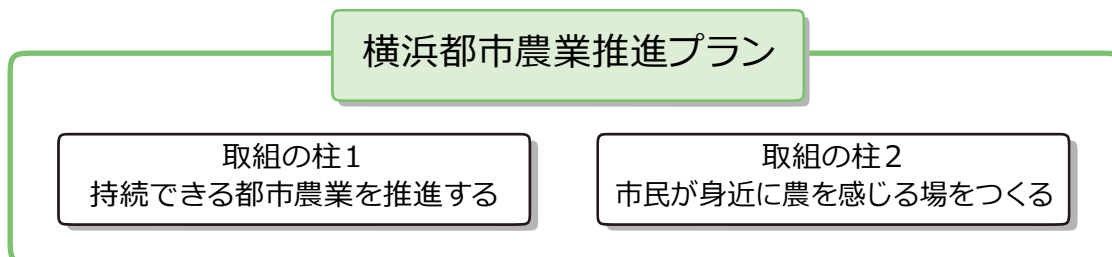 横浜都市農業推進プラン
取組の柱1
持続できる都市農業を推進する
取組の柱2
市民が身近に農を感じる場をつくる